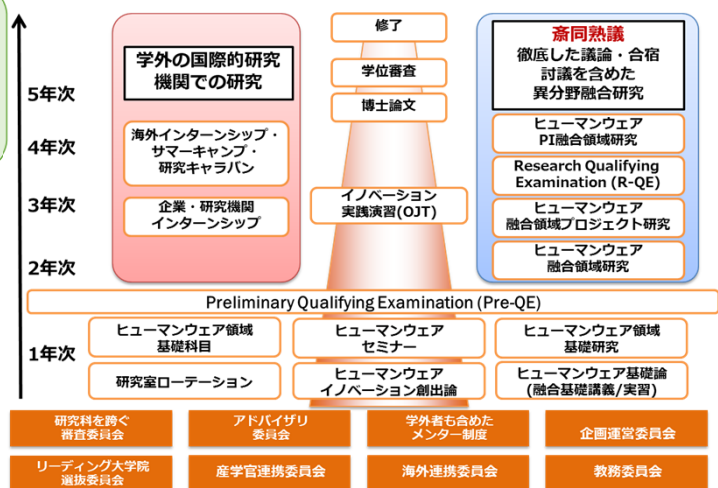 修了
学位審査
博士論文
学外の国際的研究
機関での研究
斎同熟議
徹底した議論・合宿
討議を含めた
異分野融合研究
5年次
4年次
3年次
2年次
1年次
海外インターンシップ・
サマーキャンプ・
研究キャラバン
企業・研究機関
インターンシップ
イノベーション
実践演習(OJT)
ヒューマンウェア
PI融合領域研究
Research Qualifying
Examination (R-QE)
ヒューマンウェア
融合領域プロジェクト研究
ヒューマンウェア
融合領域研究
Preliminary Qualifying Examination (Pre-QE)
ヒューマンウェア領域
基礎科目
ヒューマンウェア
セミナー
ヒューマンウェア領域
基礎研究
研究室ローテーション
ヒューマンウェア
イノベーション創出論
ヒューマンウェア基礎論
(融合基礎講義/実習)
研究科を跨ぐ
審査委員会
アドバイザリ
委員会
学外者も含めた
メンター制度
企画運営委員会
リーディング大学院
選抜委員会
産学官連携委員会
海外連携委員会
教務委員会